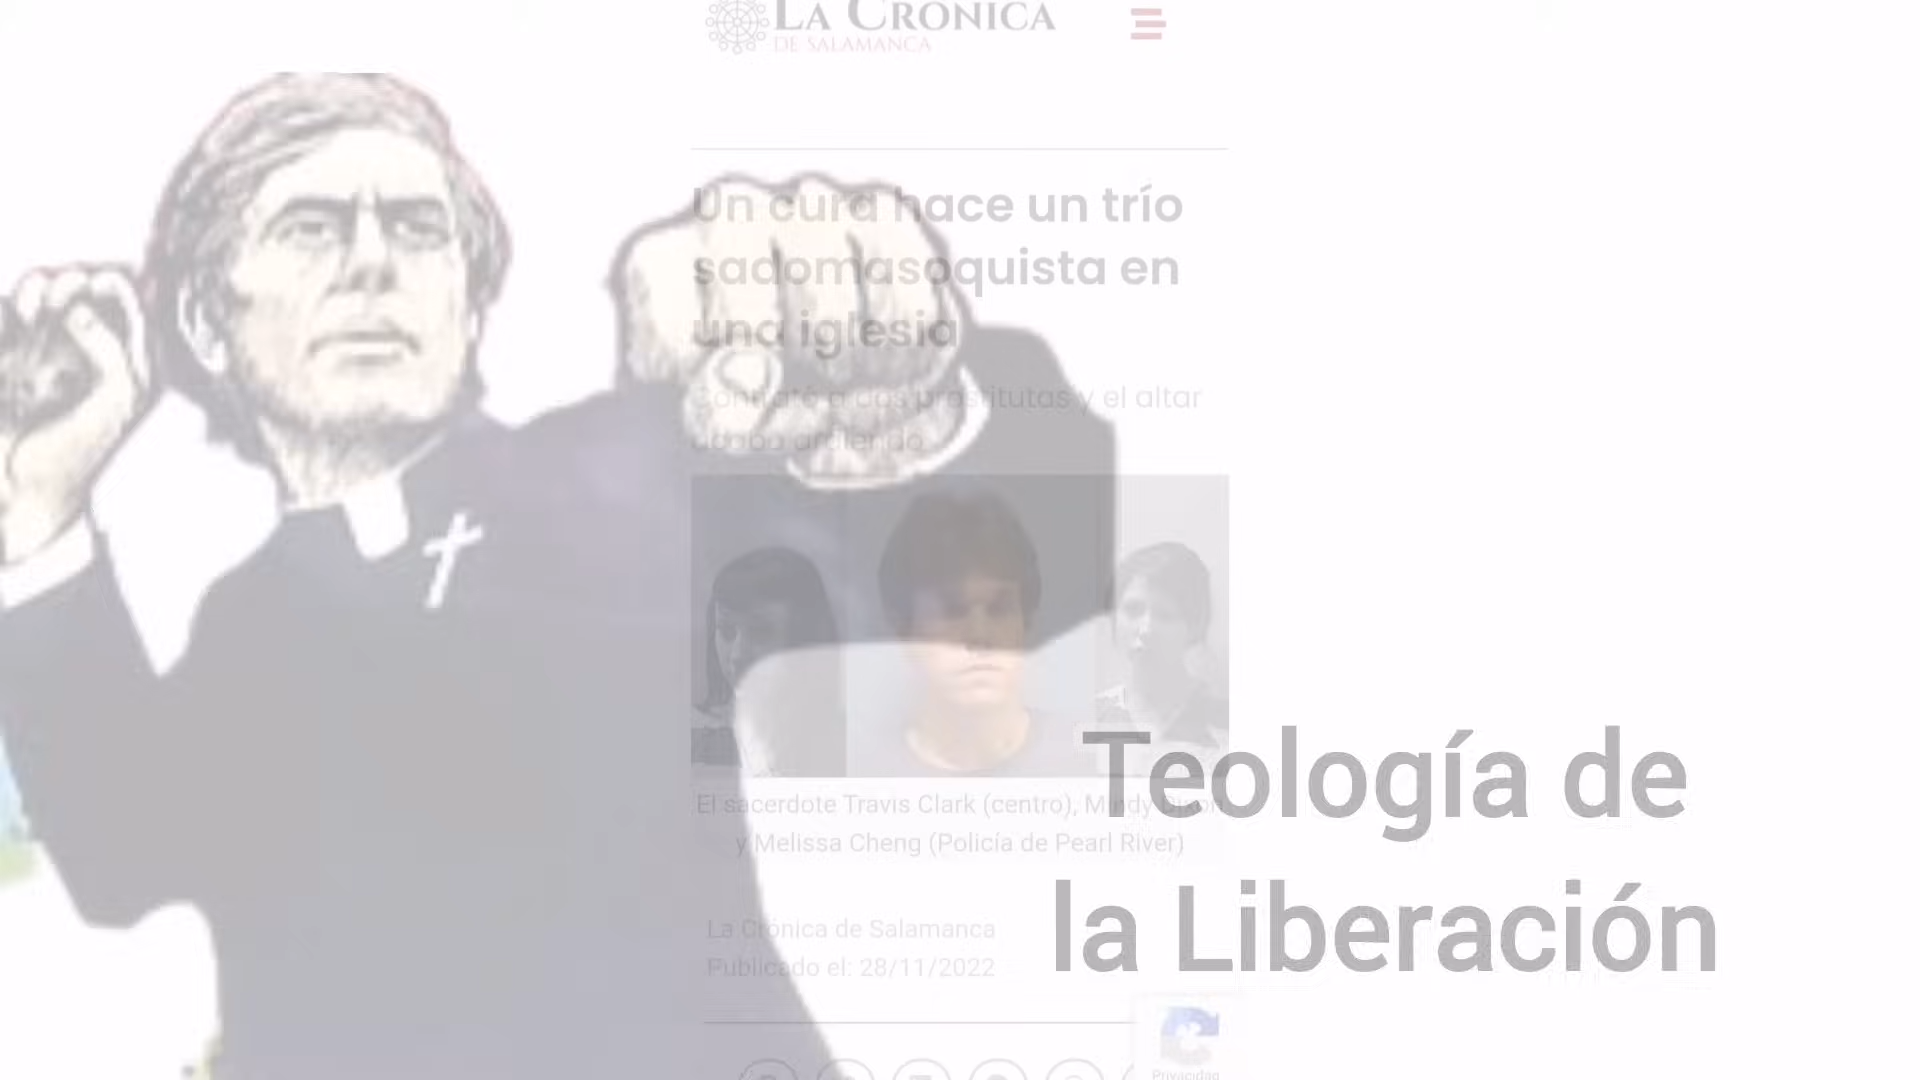 LA CRÓNICA
DE SALAMANCA
Un cura hace un trío
sadomasoquista en
una iglesia
Contrató a dos prostitutas y el altar
acabó ardiendo
El sacerdote Travis Clark (centro), Mindy Dixon
y Melissa Cheng (Policía de Pearl River)
Teología de
la Liberación
La Crónica de Salamanca
Publicado el: 28/11/2022
Privacidad